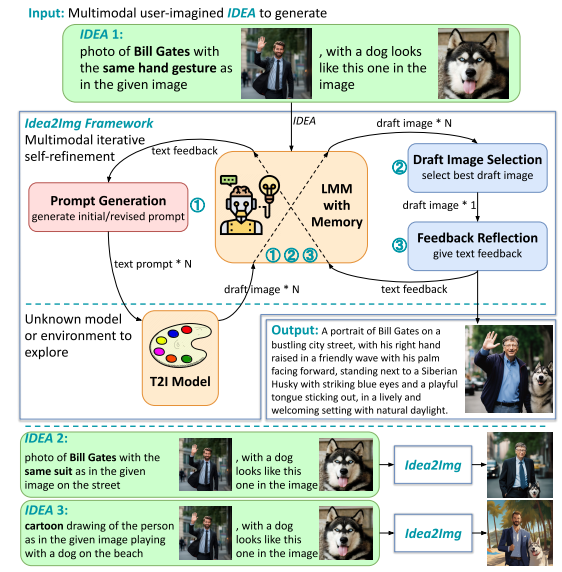 Input: Multimodal user-imagined IDEA to generate
IDEA 1:
photo of Bill Gates with
the same hand gesture as
in the given image
, with a dog looks
like this one in the
image
Idea2Img Framework
Multimodal iterative
self-refinement
IDEA
draft image * N
text feedback
Prompt Generation
generate initial/revised prompt
①
LMM
with
Memory
① ② ③
②
Draft Image Selection
select best draft image
draft image * 1
③
Feedback Reflection
give text feedback
text prompt * N
draft image * N
text feedback
Unknown model
or environment to
explore
T2I Model
Output: A portrait of Bill Gates on a
bustling city street, with his right hand
raised in a friendly wave with his palm
facing forward, standing next to a Siberian
Husky with striking blue eyes and a playful
tongue sticking out, in a lively and
welcoming setting with natural daylight.
IDEA 2:
photo of Bill Gates with the
same suit as in the given
image on the street
, with a dog
looks like this
one in the image
Idea2Img
IDEA 3:
cartoon drawing of the person
as in the given image playing
with a dog on the beach
, with a dog
looks like this
one in the image
Idea2Img